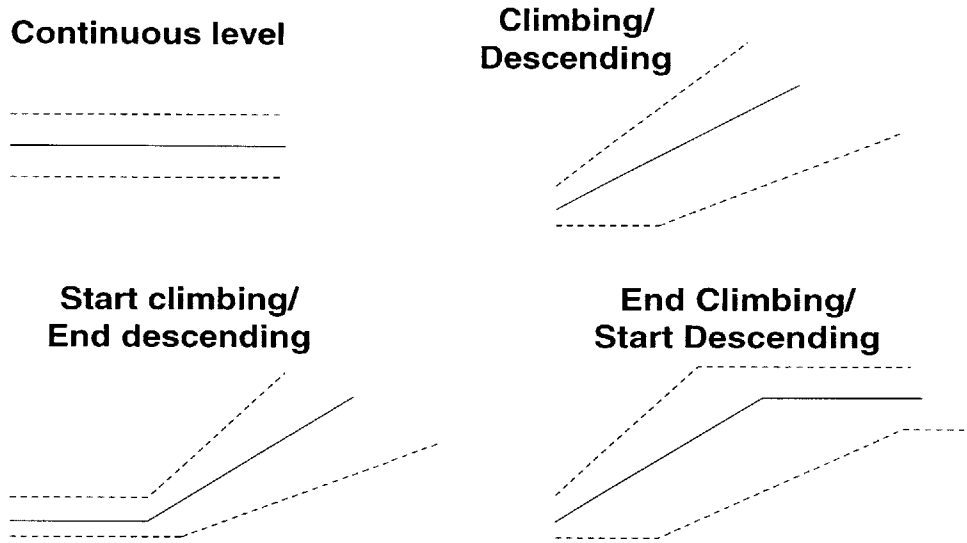 Continuous level
Climbing/
Descending
Start climbing/
End descending
End Climbing/
Start Descending